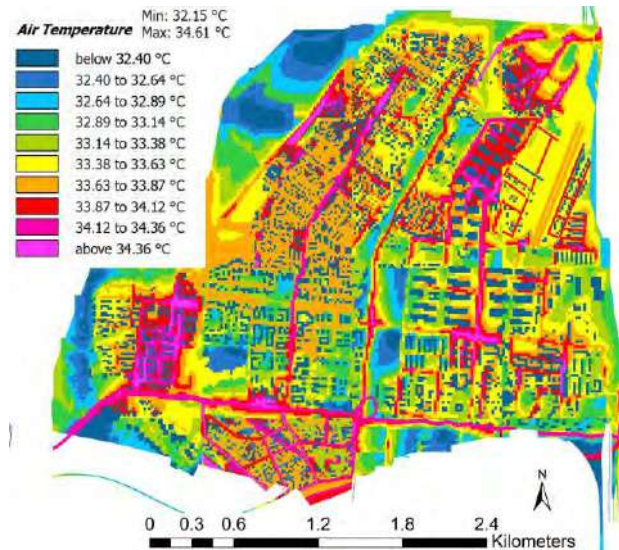 Air Temperature
Min: 32.15 °C
Max: 34.61 °C
below 32.40 °C
32.40 to 32.64 °C
32.64 to 32.89 °C
32.89 to 33.14 °C
33.14 to 33.38 °C
33.38 to 33.63 °C
33.63 to 33.87 °C
33.87 to 34.12 °C
34.12 to 34.36 °C
above 34.36 °C
N
0 0.3 0.6 1.2 1.8 2.4
Kilometers